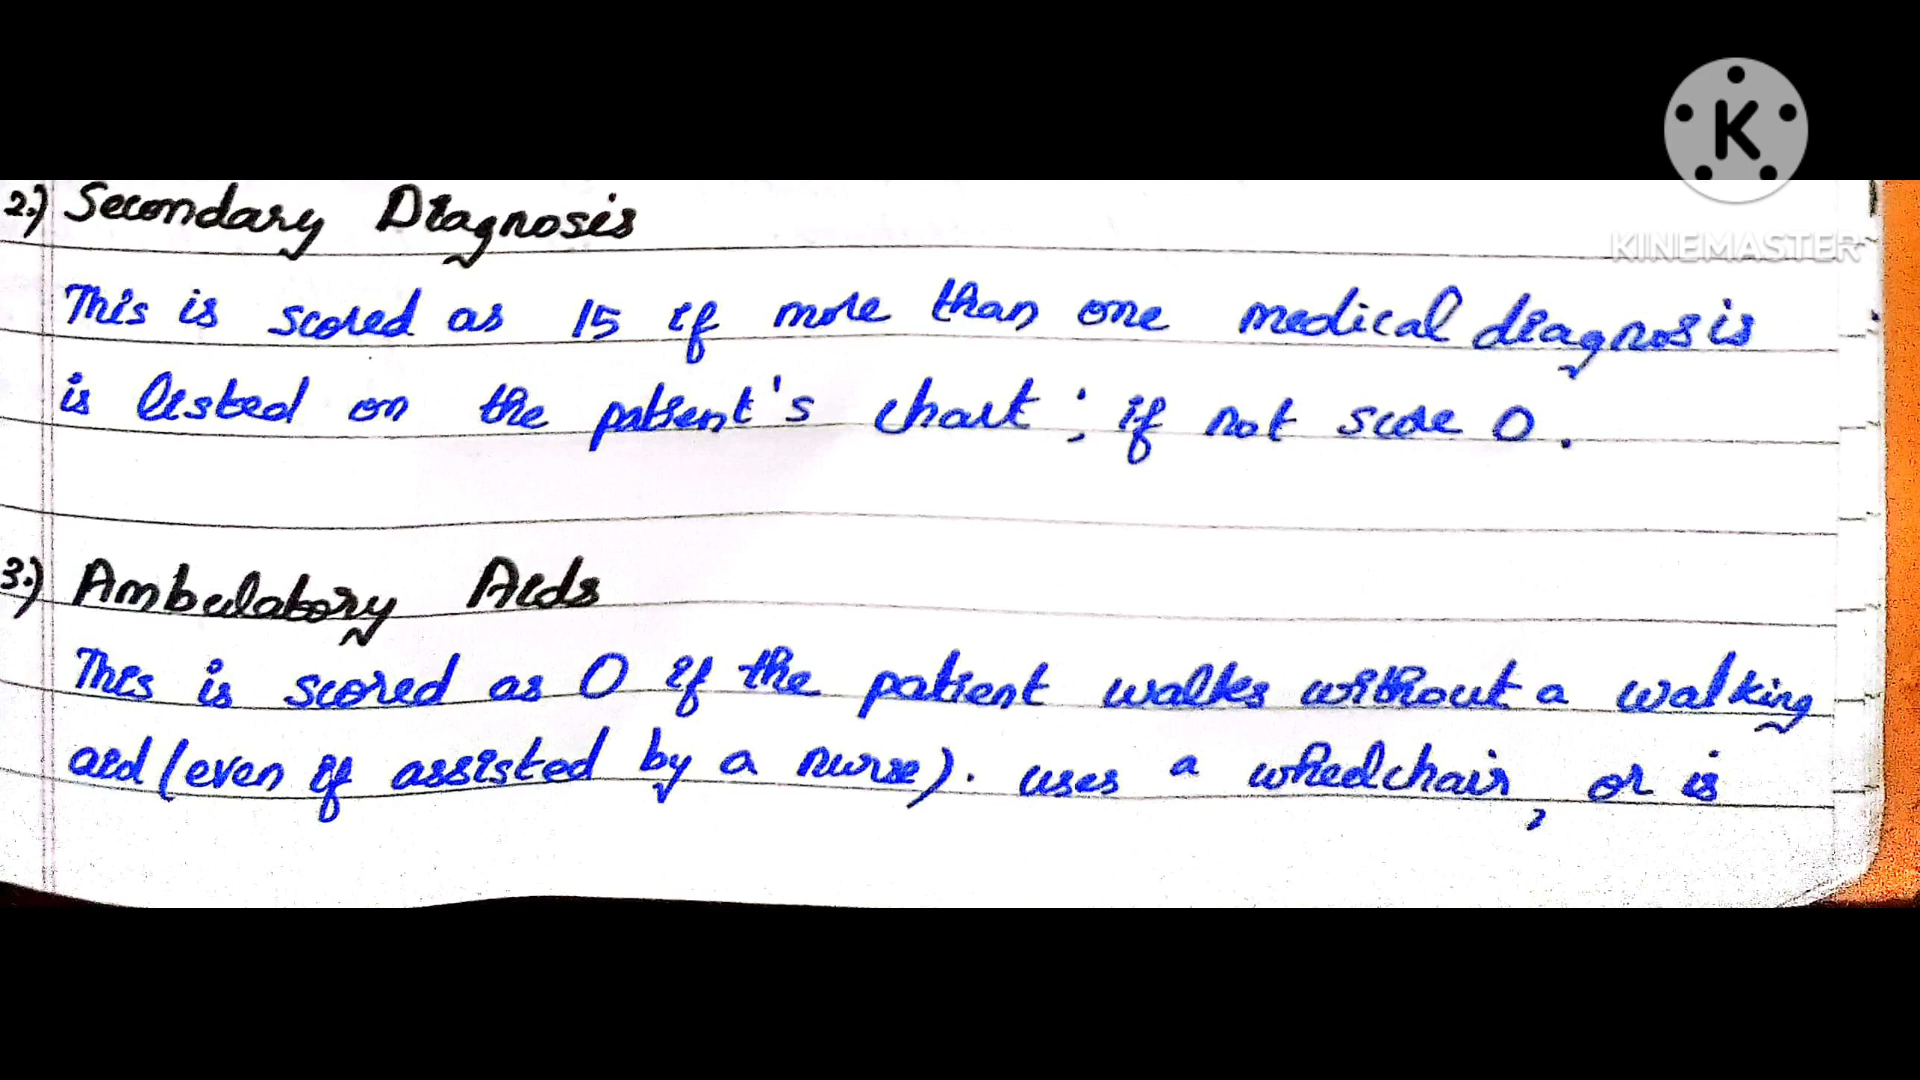 K
KINEMASTER
2.) Secondary Diagnosis
This is scored as 15 if more than one medical diagnosis
is listed on the patient's chart ; if not score 0.
3.) Ambulatory Aids
This is scored as 0 if the patient walks without a walking
aid (even if assisted by a nurse). uses a wheelchair, or is